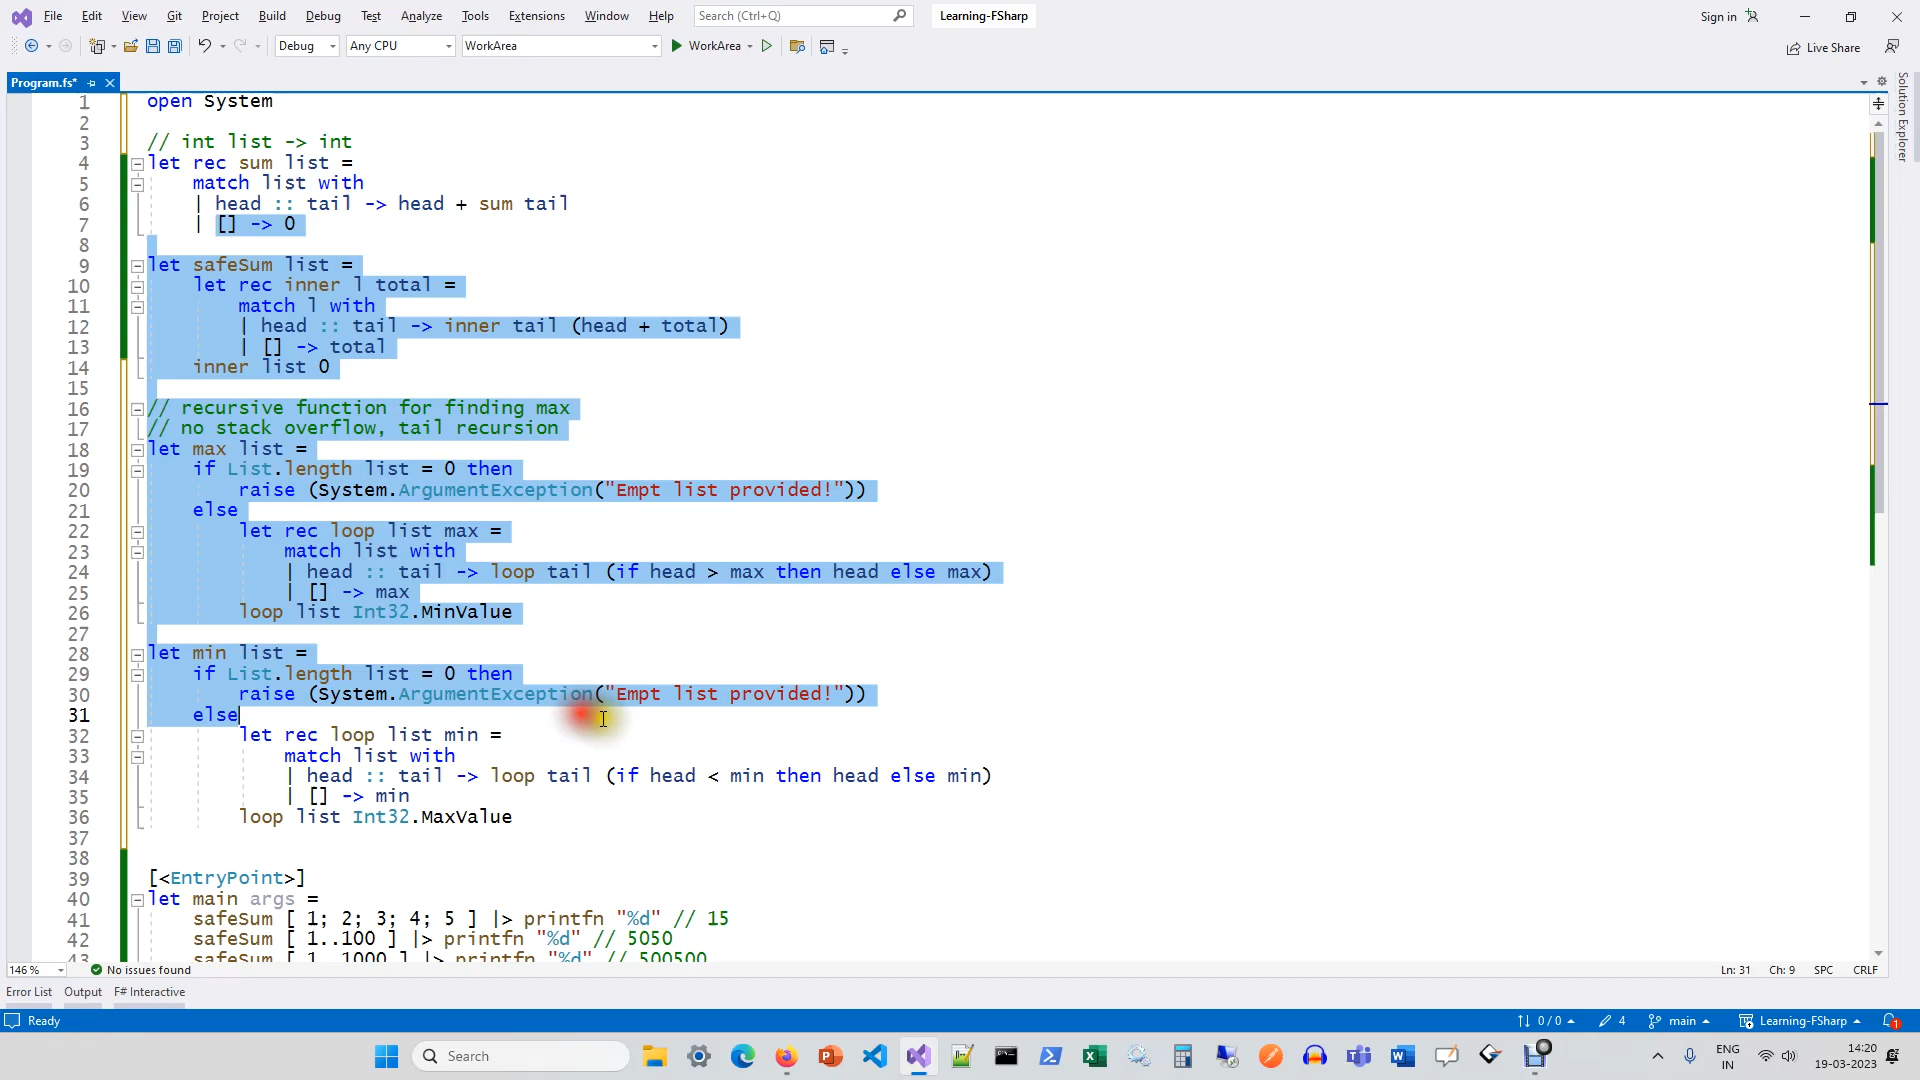 File Edit View Git Project Build Debug Test Analyze Tools Extensions Window Help Search (Ctrl+Q) Learning-FSharp Sign in
Debug Any CPU WorkArea WorkArea Live Share
Program.fs*
Solution Explorer
1 open System
2
3 // int list -> int
4 let rec sum list =
5     match list with
6     | head :: tail -> head + sum tail
7     | [] -> 0
8
9 let safeSum list =
10     let rec inner l total =
11         match l with
12         | head :: tail -> inner tail (head + total)
13         | [] -> total
14     inner list 0
15
16 // recursive function for finding max
17 // no stack overflow, tail recursion
18 let max list =
19     if List.length list = 0 then
20         raise (System.ArgumentException("Empt list provided!"))
21     else
22         let rec loop list max =
23             match list with
24             | head :: tail -> loop tail (if head > max then head else max)
25             | [] -> max
26         loop list Int32.MinValue
27
28 let min list =
29     if List.length list = 0 then
30         raise (System.ArgumentException("Empt list provided!"))
31     else
32         let rec loop list min =
33             match list with
34             | head :: tail -> loop tail (if head < min then head else min)
35             | [] -> min
36         loop list Int32.MaxValue
37
38
39 [<EntryPoint>]
40 let main args =
41     safeSum [ 1; 2; 3; 4; 5 ] |> printfn "%d" // 15
42     safeSum [ 1..100 ] |> printfn "%d" // 5050
43     safeSum [ 1..1000 ] |> printfn "%d" // 500500
146 % No issues found Ln: 31 Ch: 9 SPC CRLF
Error List Output F# Interactive
Ready 0 / 0 4 main Learning-FSharp 1
Search ENG IN 14:20 19-03-2023